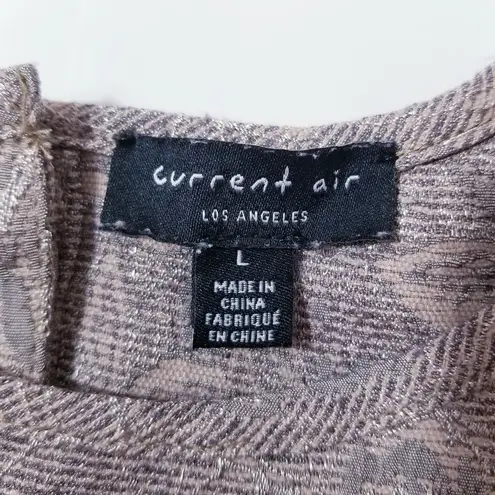 current air
LOS ANGELES
L
MADE IN
CHINA
FABRIQUÉ
EN CHINE